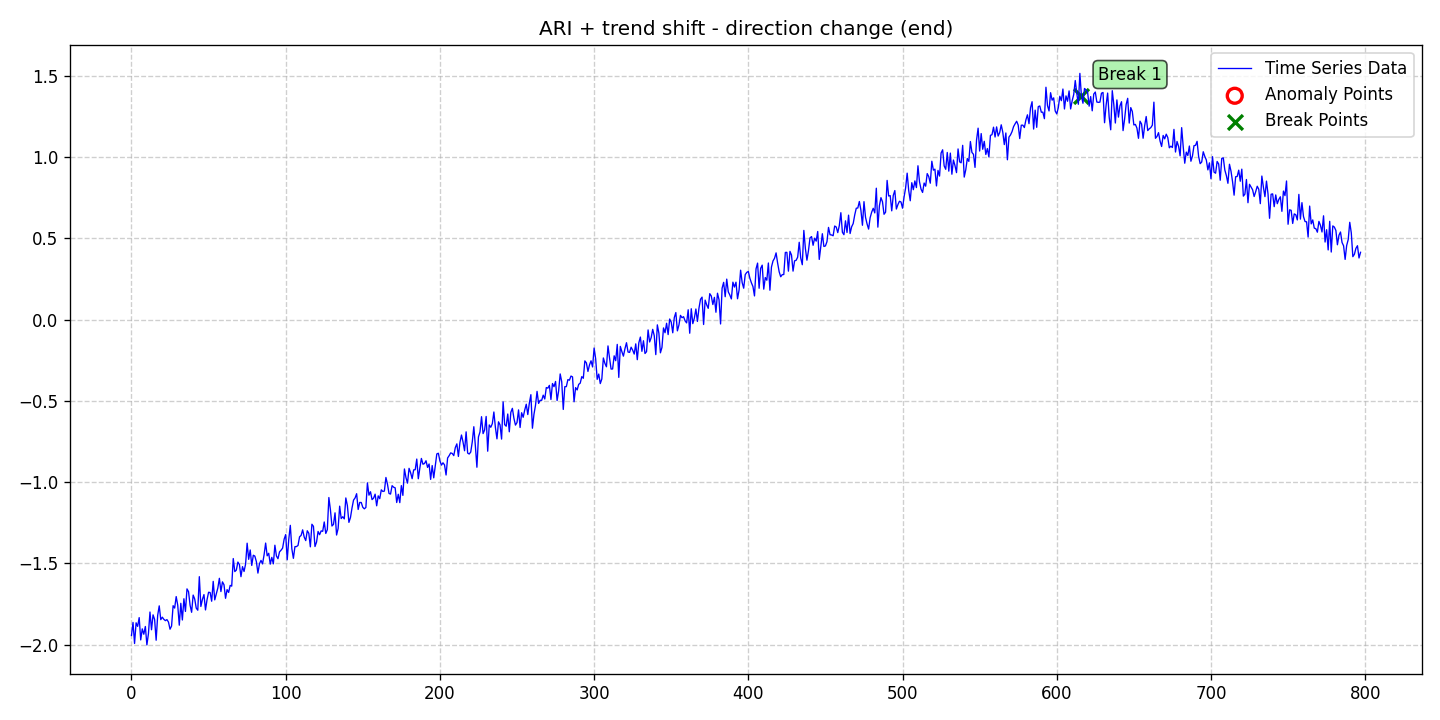 ARI + trend shift - direction change (end)
Break 1
Time Series Data
Anomaly Points
Break Points
1.5
1.0
0.5
0.0
−0.5
−1.0
−1.5
−2.0
0 100 200 300 400 500 600 700 800